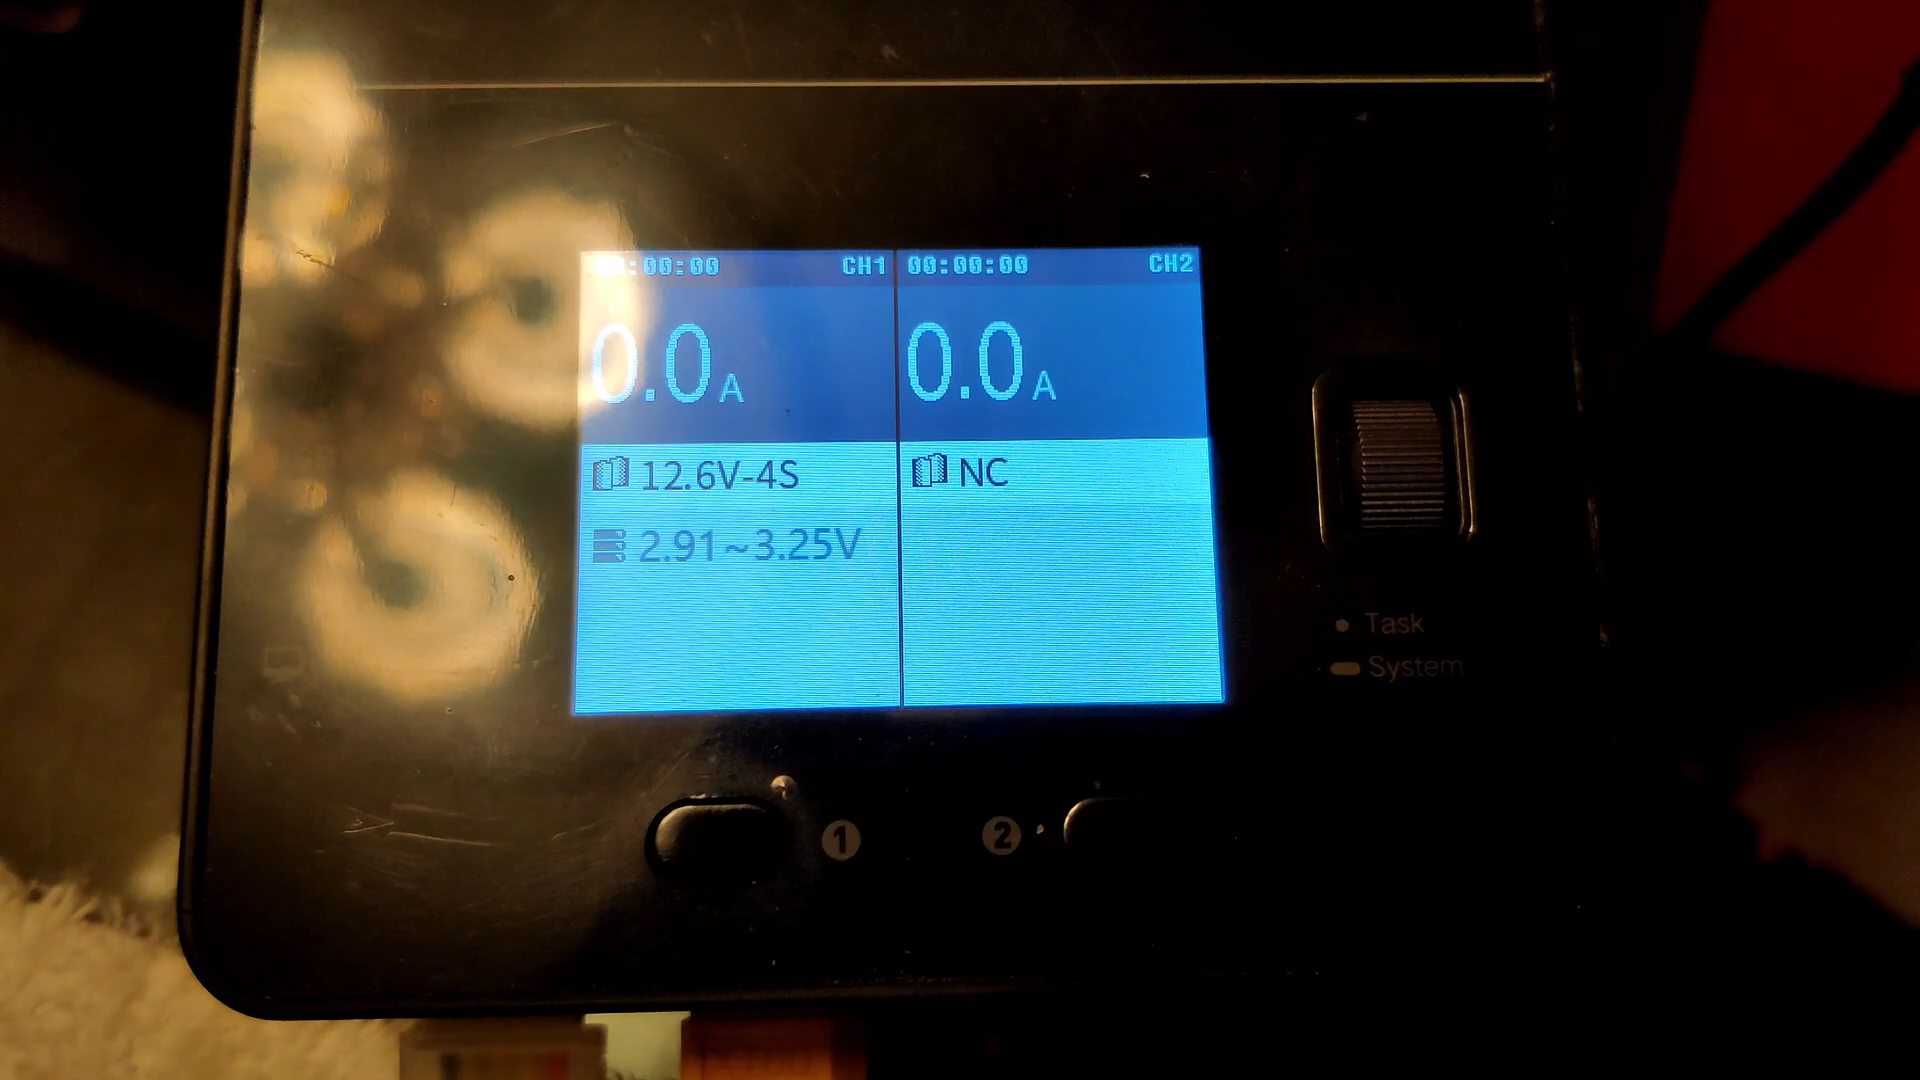 :00:00 CH1
00:00:00 CH2
0.0A
0.0A
12.6V-4S
NC
2.91~3.25V
Task
System
1
2